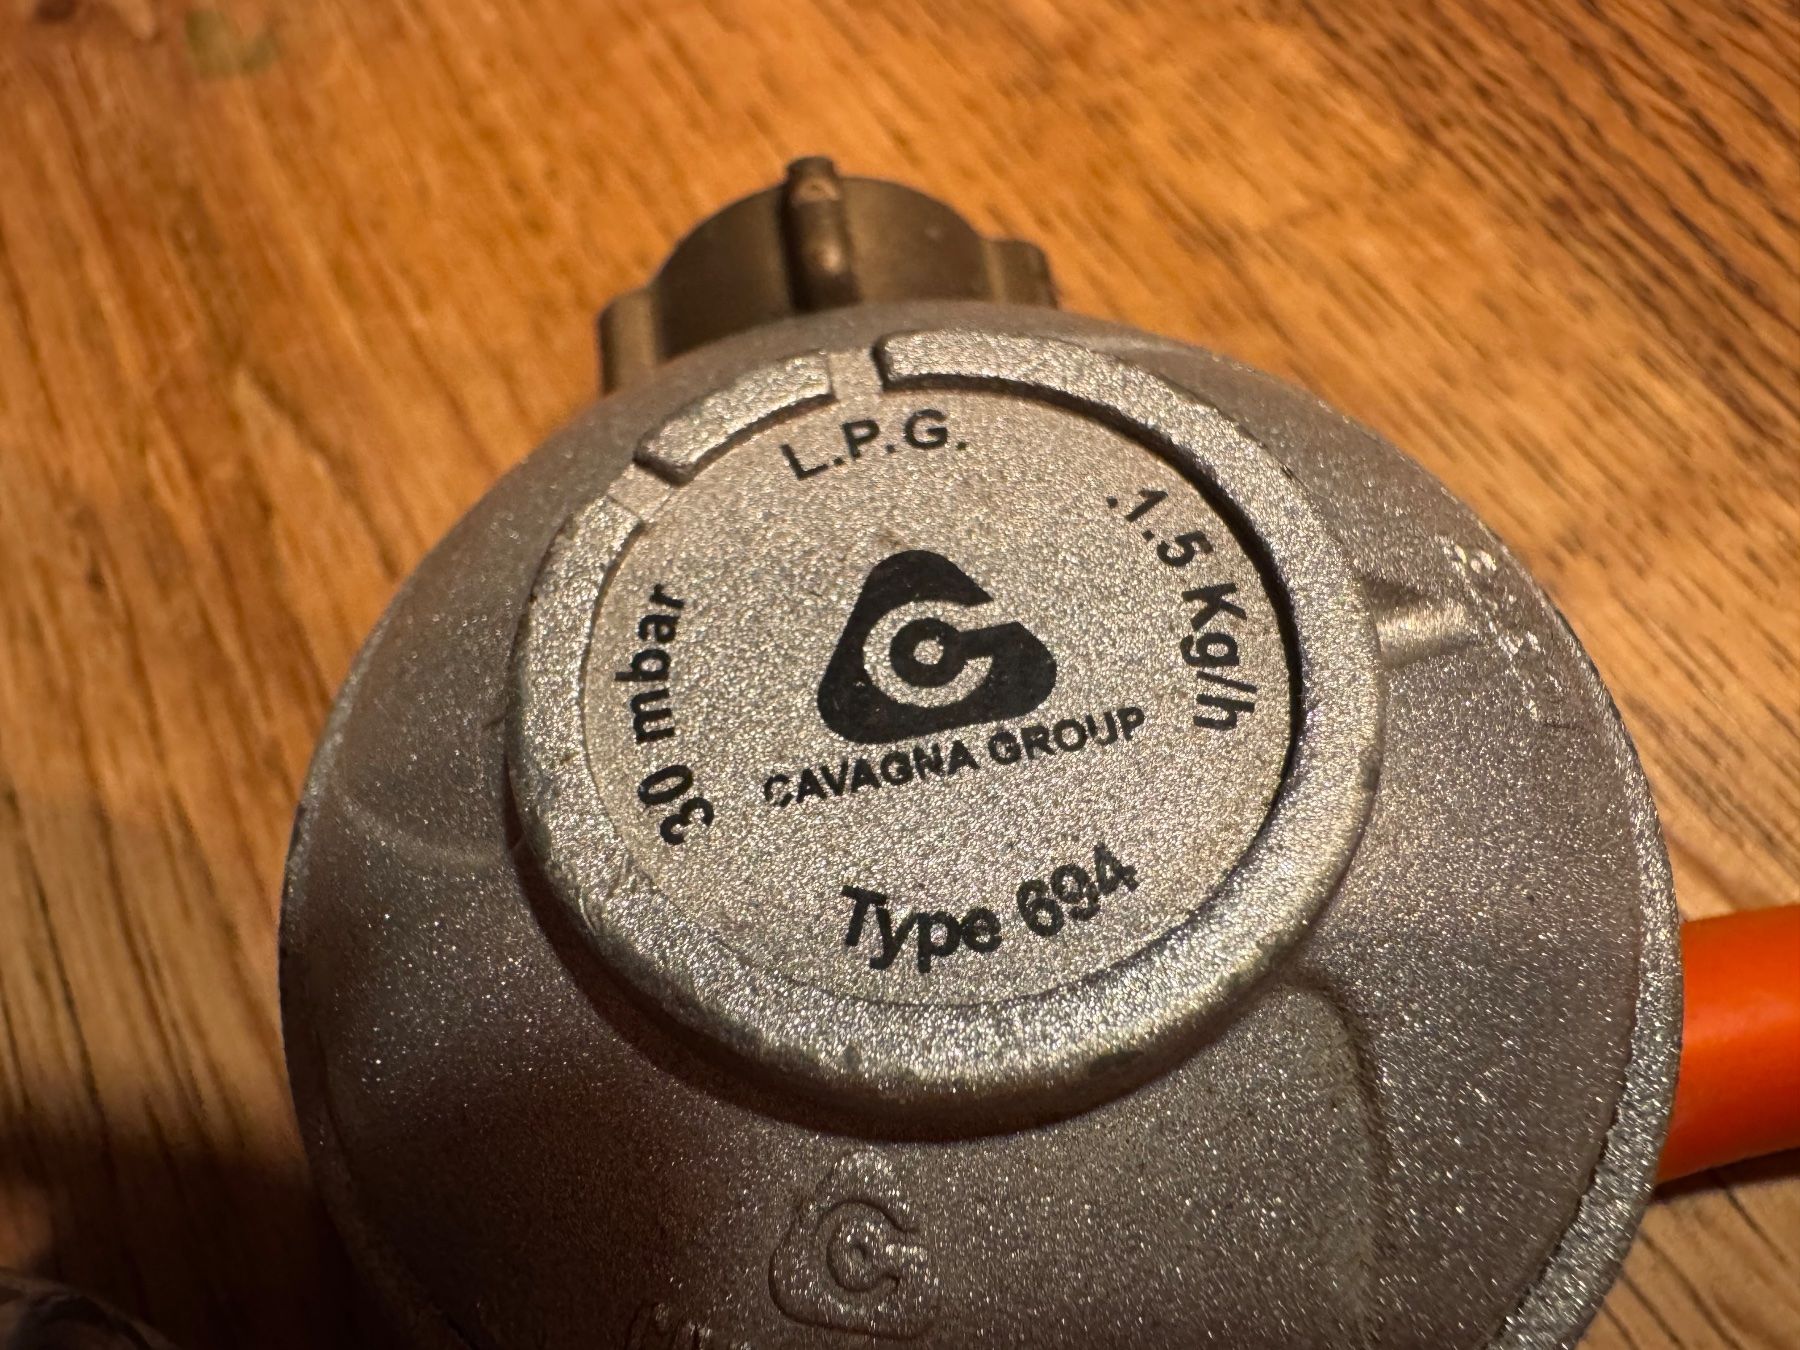 L.P.G.
.1.5 Kg/h
30 mbar
CAVAGNA GROUP
Type 694